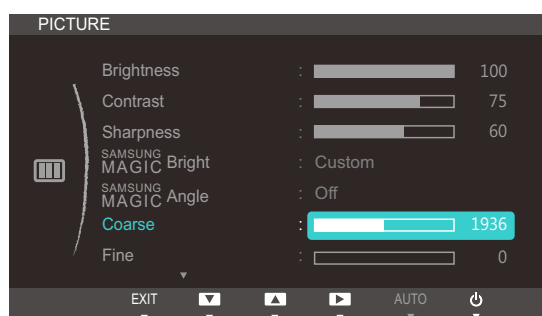 PICTURE
Brightness : 100
Contrast : 75
Sharpness : 60
SAMSUNG MAGIC Bright : Custom
SAMSUNG MAGIC Angle : Off
Coarse : 1936
Fine : 0
EXIT AUTO